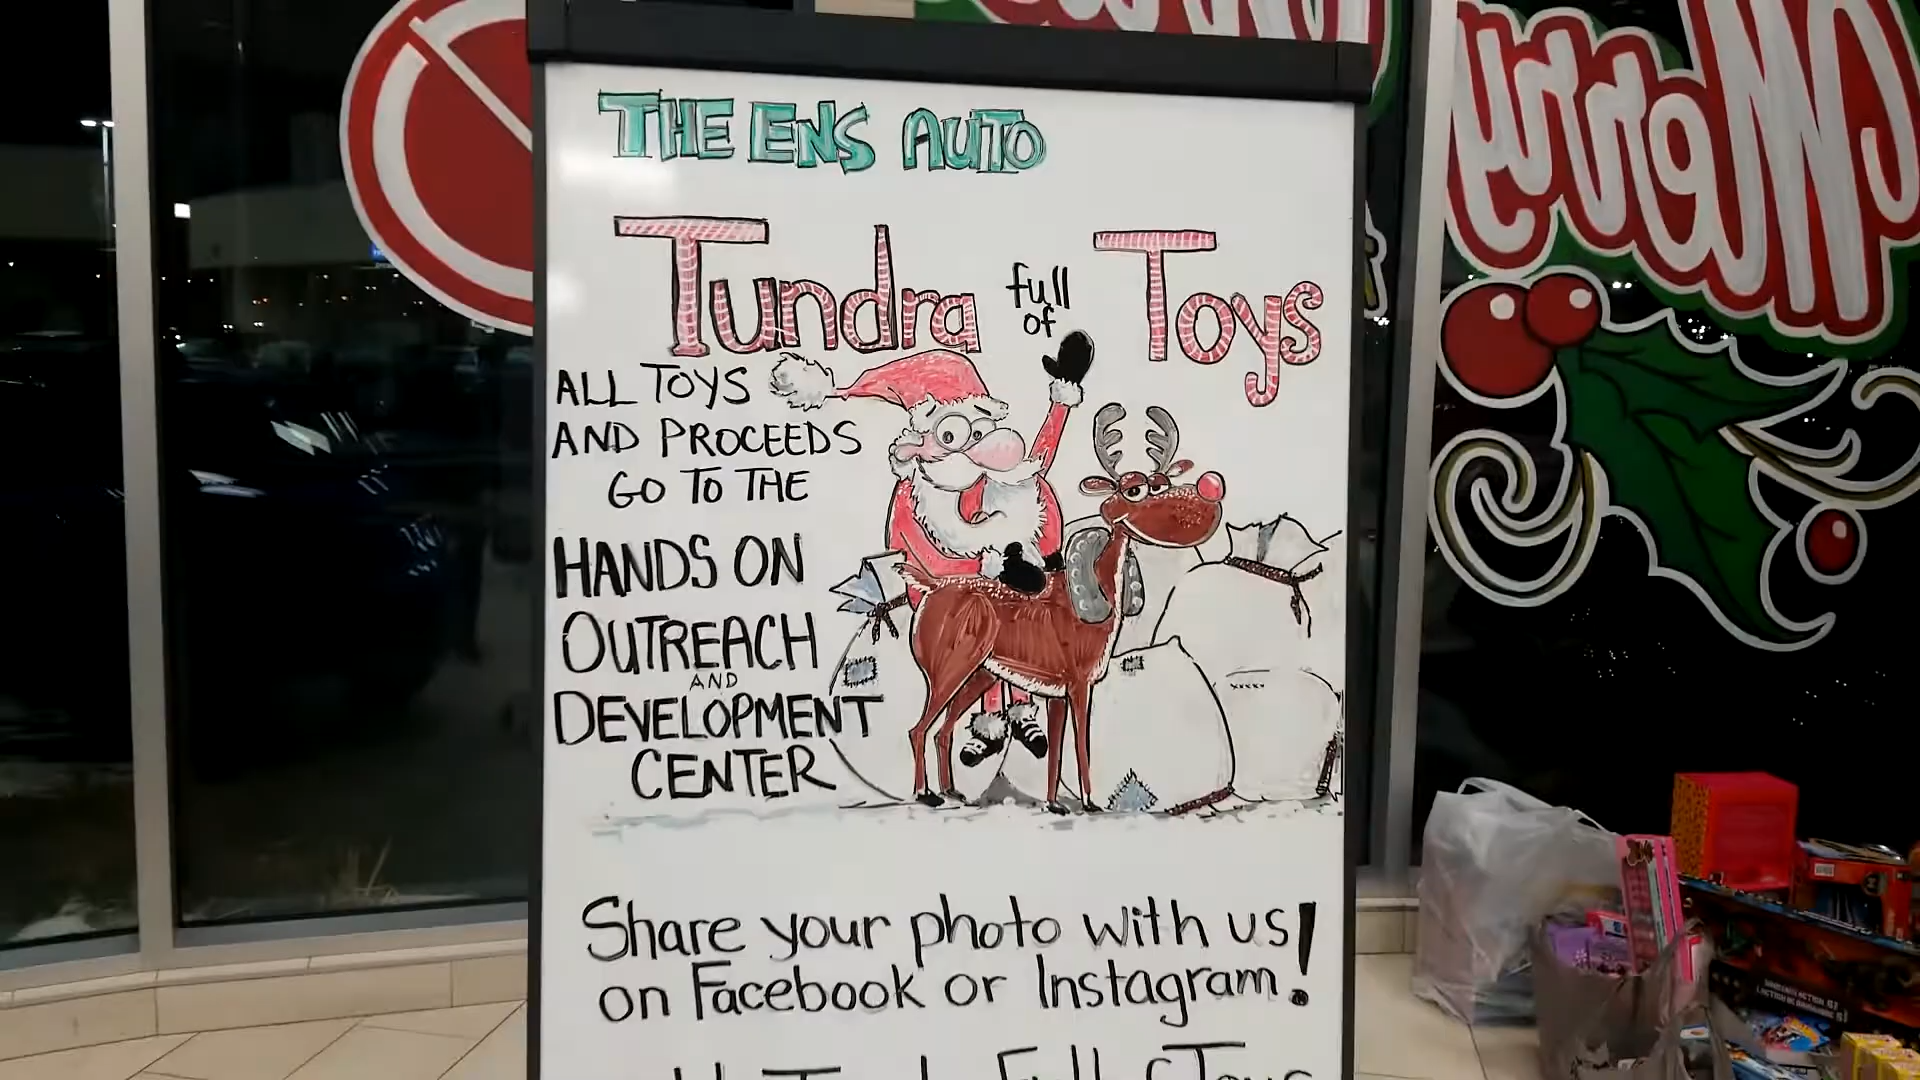 THE ENS AUTO
Tundra full of Toys
ALL TOYS
AND PROCEEDS
GO TO THE
HANDS ON
OUTREACH
AND
DEVELOPMENT
CENTER
Share your photo with us!
on Facebook or Instagram!
Merry